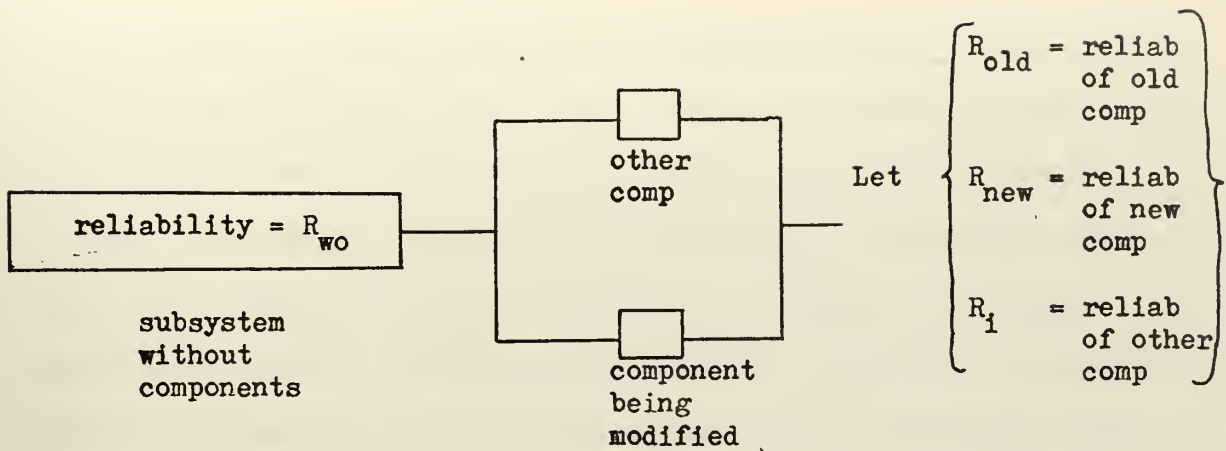 reliability = R_wo
subsystem
without
components
other
comp
component
being
modified
Let
R_old = reliab
of old
comp
R_new = reliab
of new
comp
R_i = reliab
of other
comp